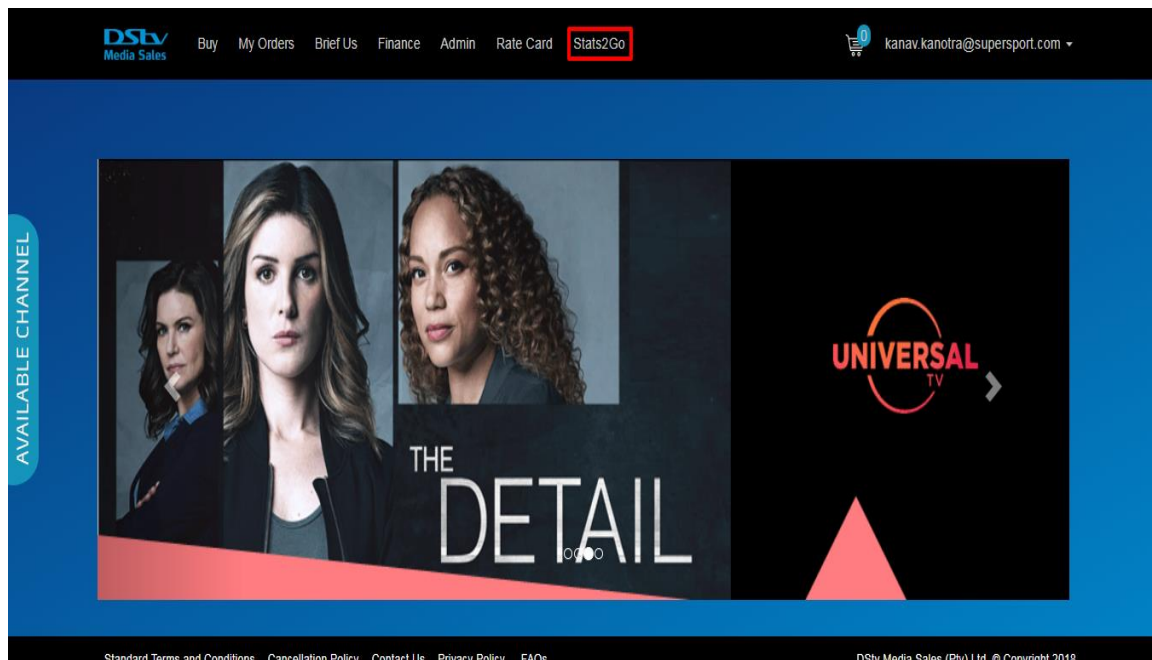 DStv
Media Sales
Buy My Orders Brief Us Finance Admin Rate Card Stats2Go
0
kanav.kanotra@supersport.com
AVAILABLE CHANNEL
THE
DETAIL
UNIVERSAL
TV
Standard Terms and Conditions Cancellation Policy Contact Us Privacy Policy FAQs
DStv Media Sales (Pty) Ltd. © Copyright 2018